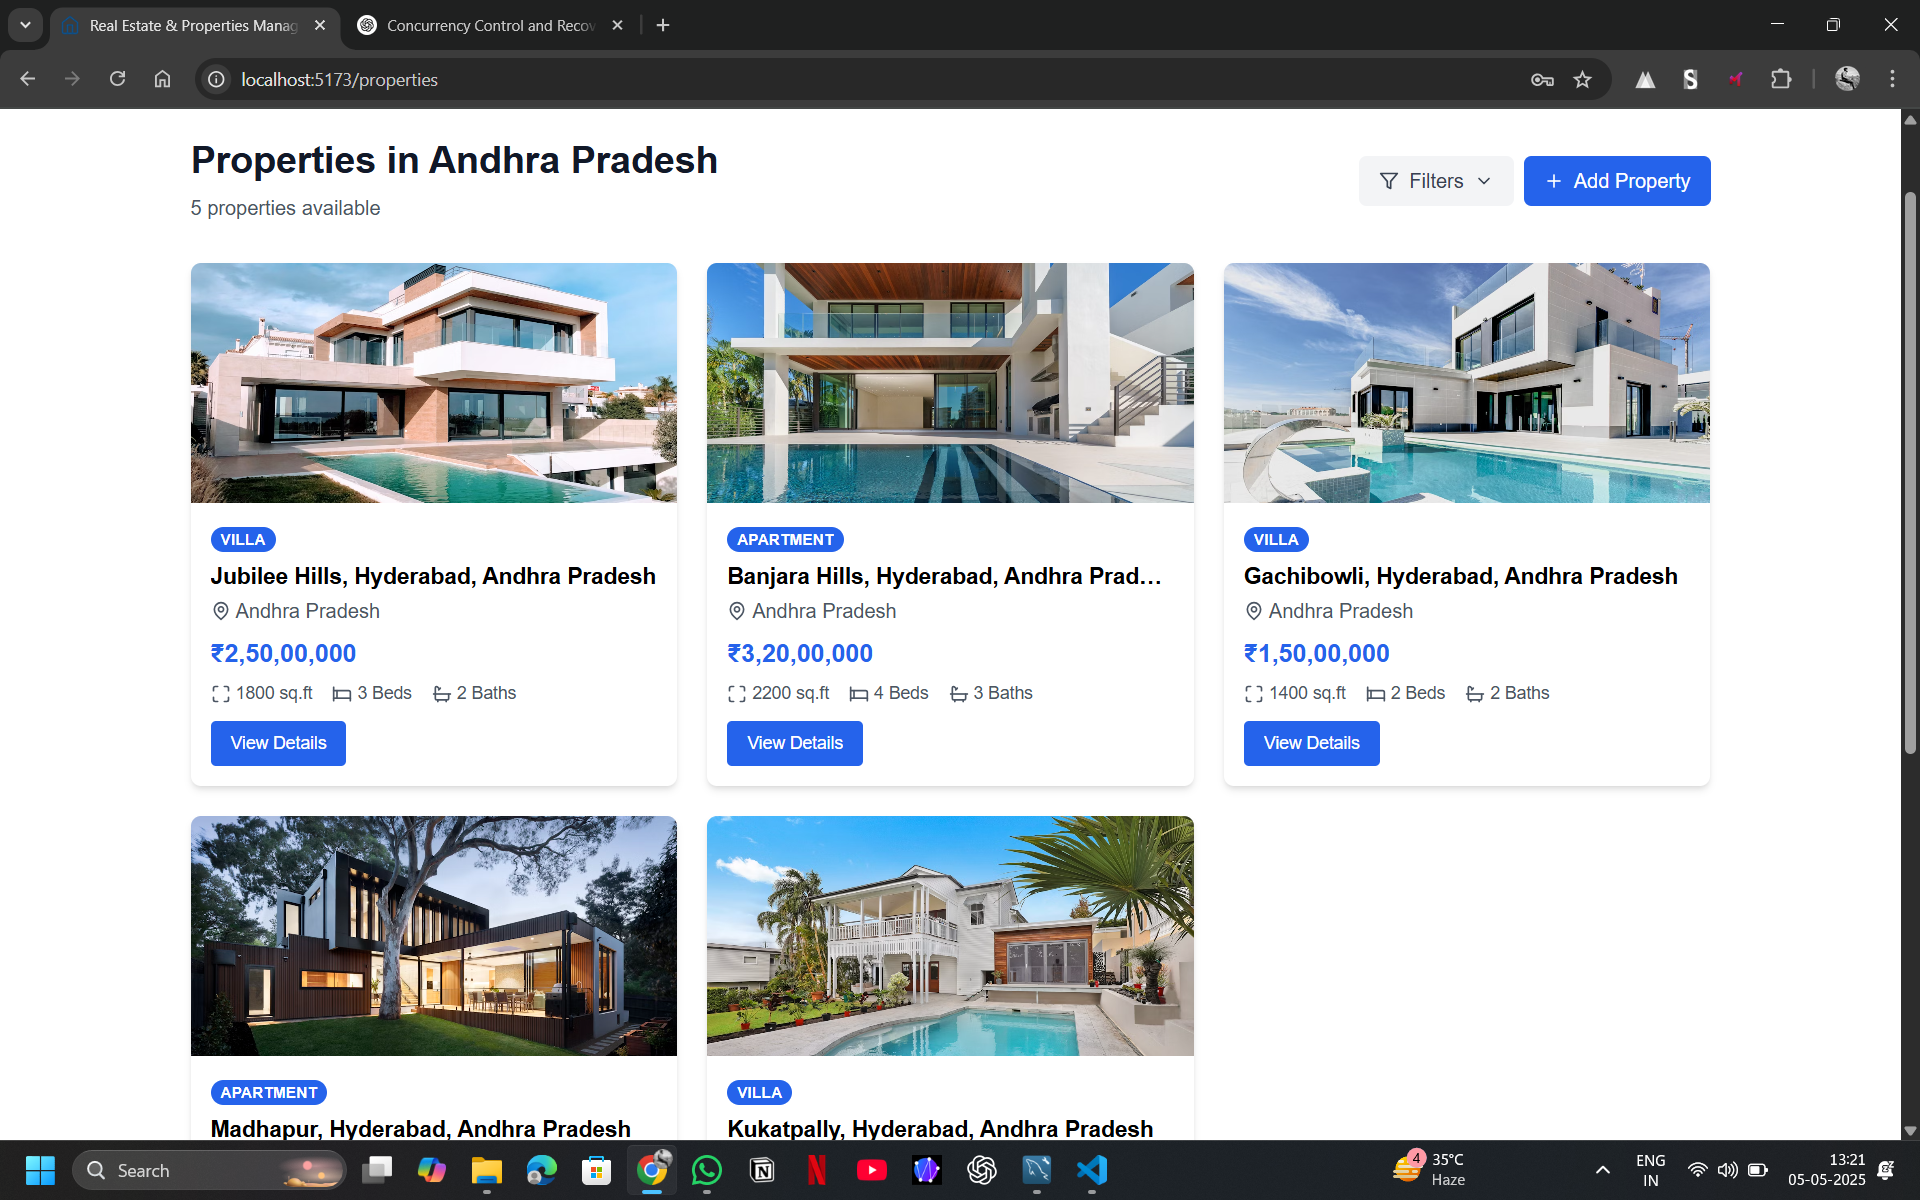 Real Estate & Properties Manag
Concurrency Control and Recov
localhost:5173/properties
Properties in Andhra Pradesh
5 properties available
Filters
Add Property
VILLA
Jubilee Hills, Hyderabad, Andhra Pradesh
Andhra Pradesh
₹2,50,00,000
1800 sq.ft 3 Beds 2 Baths
View Details
APARTMENT
Banjara Hills, Hyderabad, Andhra Prad...
Andhra Pradesh
₹3,20,00,000
2200 sq.ft 4 Beds 3 Baths
View Details
VILLA
Gachibowli, Hyderabad, Andhra Pradesh
Andhra Pradesh
₹1,50,00,000
1400 sq.ft 2 Beds 2 Baths
View Details
APARTMENT
Madhapur, Hyderabad, Andhra Pradesh
VILLA
Kukatpally, Hyderabad, Andhra Pradesh
Search
4
35°C
Haze
ENG
IN
13:21
05-05-2025